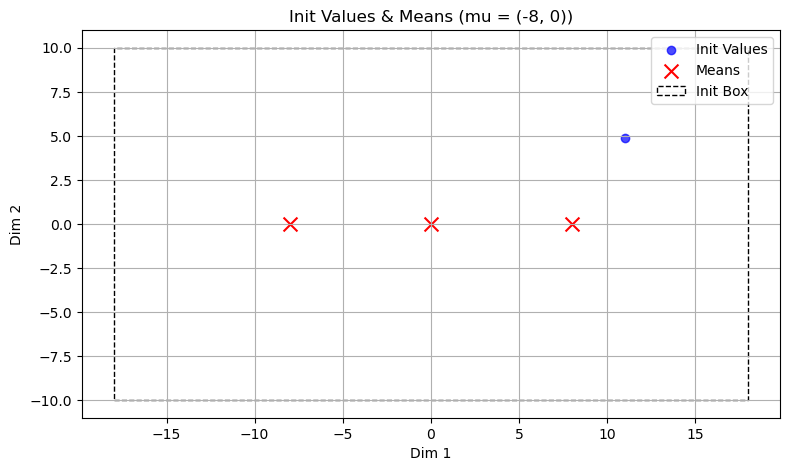 Init Values & Means (mu = (-8, 0))
Init Values
Means
Init Box
10.0
7.5
5.0
2.5
0.0
−2.5
−5.0
−7.5
−10.0
Dim 2
−15
−10
−5
0
5
10
15
Dim 1